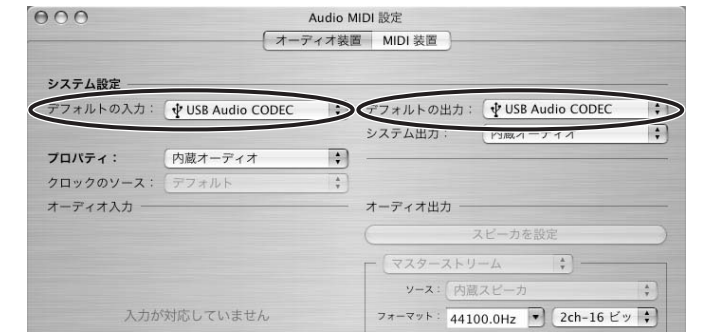 Audio MIDI 設定
オーディオ装置 MIDI 装置
システム設定
デフォルトの入力： USB Audio CODEC
デフォルトの出力： USB Audio CODEC
システム出力： 内蔵オーディオ
プロパティ： 内蔵オーディオ
クロックのソース： デフォルト
オーディオ入力
オーディオ出力
スピーカを設定
マスターストリーム
ソース： 内蔵スピーカ
入力が対応していません
フォーマット： 44100.0Hz 2ch-16 ビッ